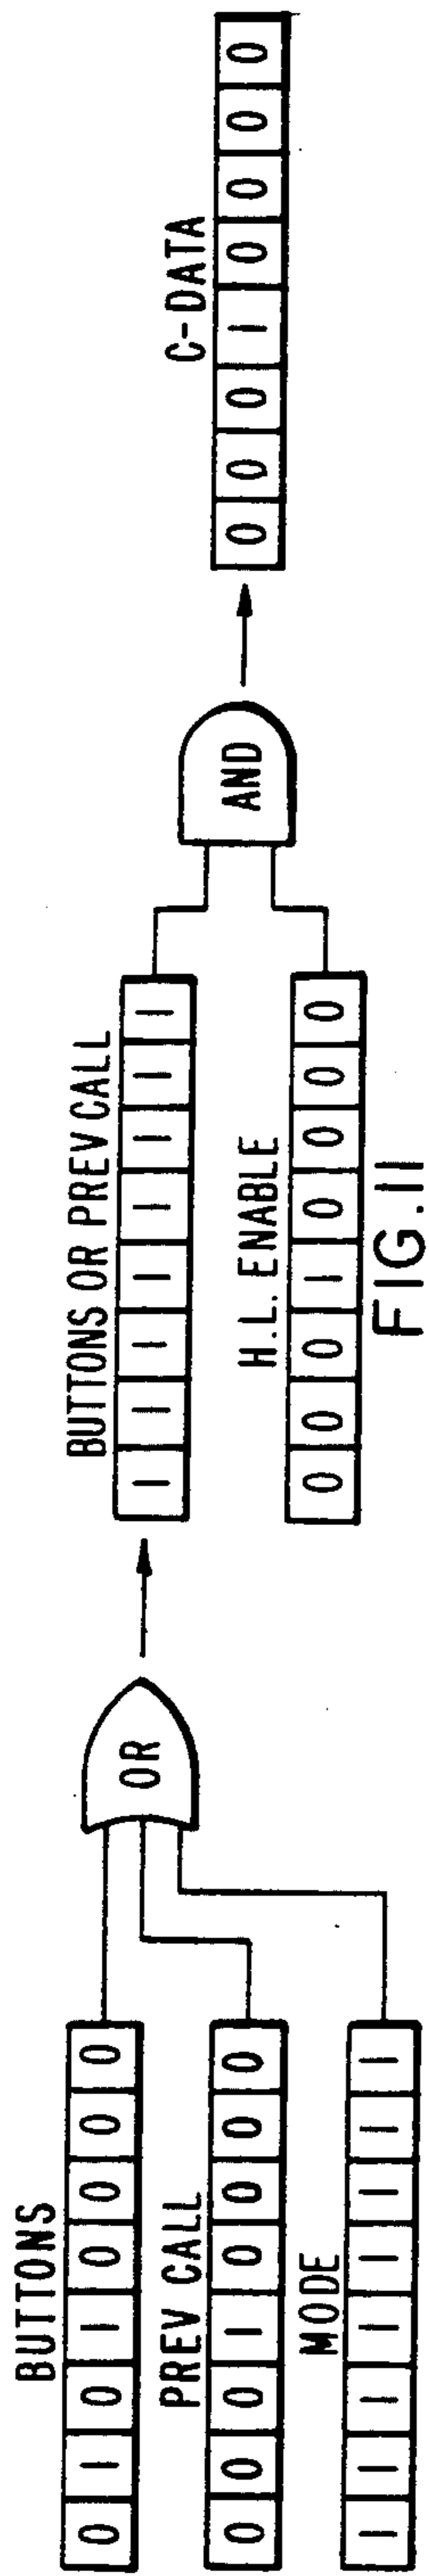 BUTTONS
0 1 0 1 0 0 0 0
PREV CALL
0 0 0 1 0 0 0 0
MODE
1 1 1 1 1 1 1 1
OR
BUTTONS OR PREV CALL
1 1 1 1 1 1 1 1
H.L. ENABLE
0 0 0 1 0 0 0 0
AND
C-DATA
0 0 0 1 0 0 0 0
FIG.11